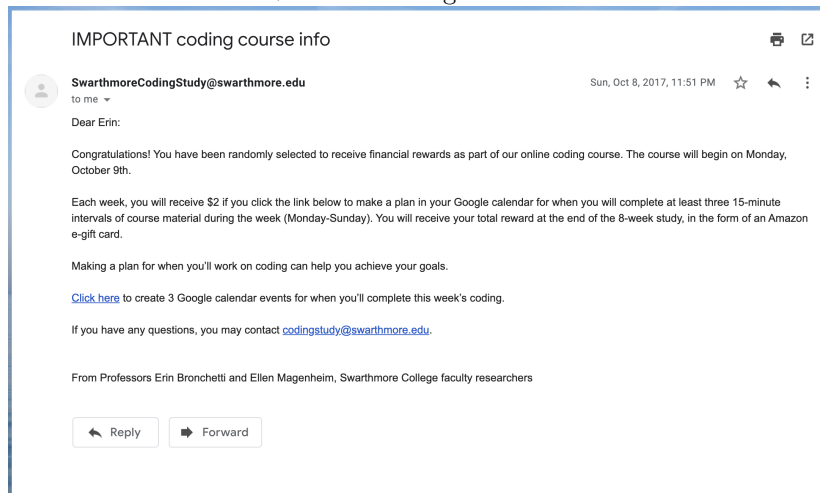 IMPORTANT coding course info
SwarthmoreCodingStudy@swarthmore.edu
Sun, Oct 8, 2017, 11:51 PM
to me
Dear Erin:
Congratulations! You have been randomly selected to receive financial rewards as part of our online coding course. The course will begin on Monday,
October 9th.
Each week, you will receive $2 if you click the link below to make a plan in your Google calendar for when you will complete at least three 15-minute
intervals of course material during the week (Monday-Sunday). You will receive your total reward at the end of the 8-week study, in the form of an Amazon
e-gift card.
Making a plan for when you'll work on coding can help you achieve your goals.
Click here to create 3 Google calendar events for when you'll complete this week's coding.
If you have any questions, you may contact codingstudy@swarthmore.edu.
From Professors Erin Bronchetti and Ellen Magenheim, Swarthmore College faculty researchers
Reply
Forward